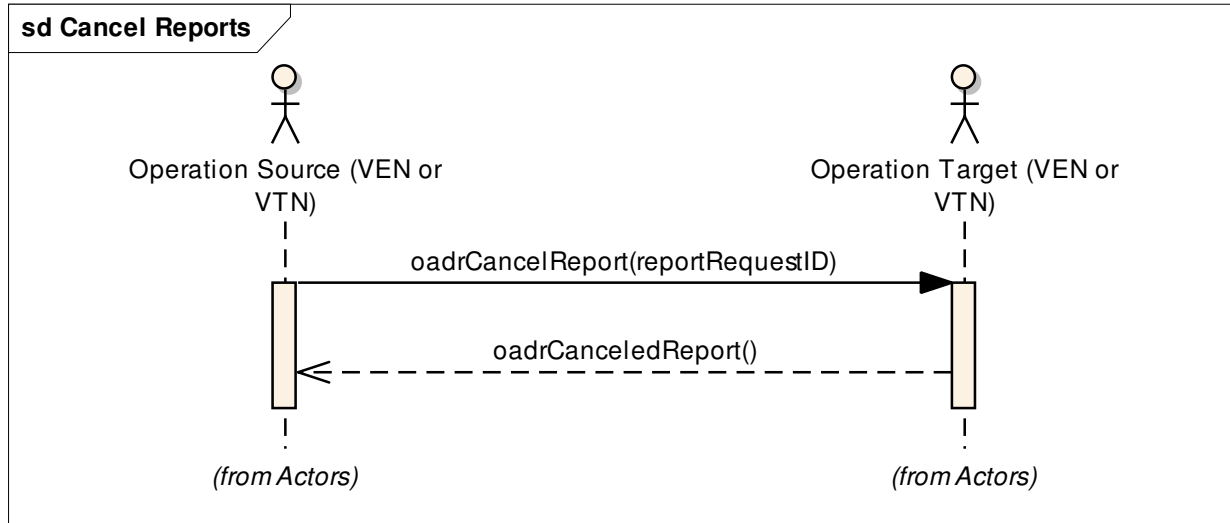 sd Cancel Reports
Operation Source (VEN or
VTN)
Operation Target (VEN or
VTN)
oadrCancelReport(reportRequestID)
oadrCanceledReport()
(from Actors)
(from Actors)